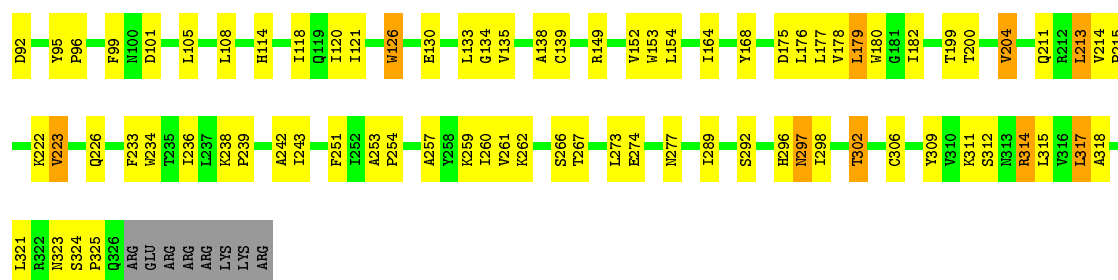 D92 Y95 P96 F99 N100 D101 L105 L108 H114 I118 Q119 I120 I121 W126 E130 L133 G134 V135 A138 C139 R149 V152 W153 L154 I164 Y168 D175 L176 L177 V178 L179 W180 G181 I182 T199 T200 V204 Q211 R212 L213 V214 P215
K222 V223 Q226 F233 W234 T235 I236 L237 K238 P239 A242 I243 F251 I252 A253 P254 A257 Y258 K259 I260 V261 K262 S266 T267 L273 E274 N277 I289 S292 H296 N297 I298 T302 C306 Y309 V310 K311 S312 N313 R314 L315 V316 L317 A318
L321 R322 N323 S324 P325 Q326 ARG GLU ARG ARG ARG LYS LYS ARG